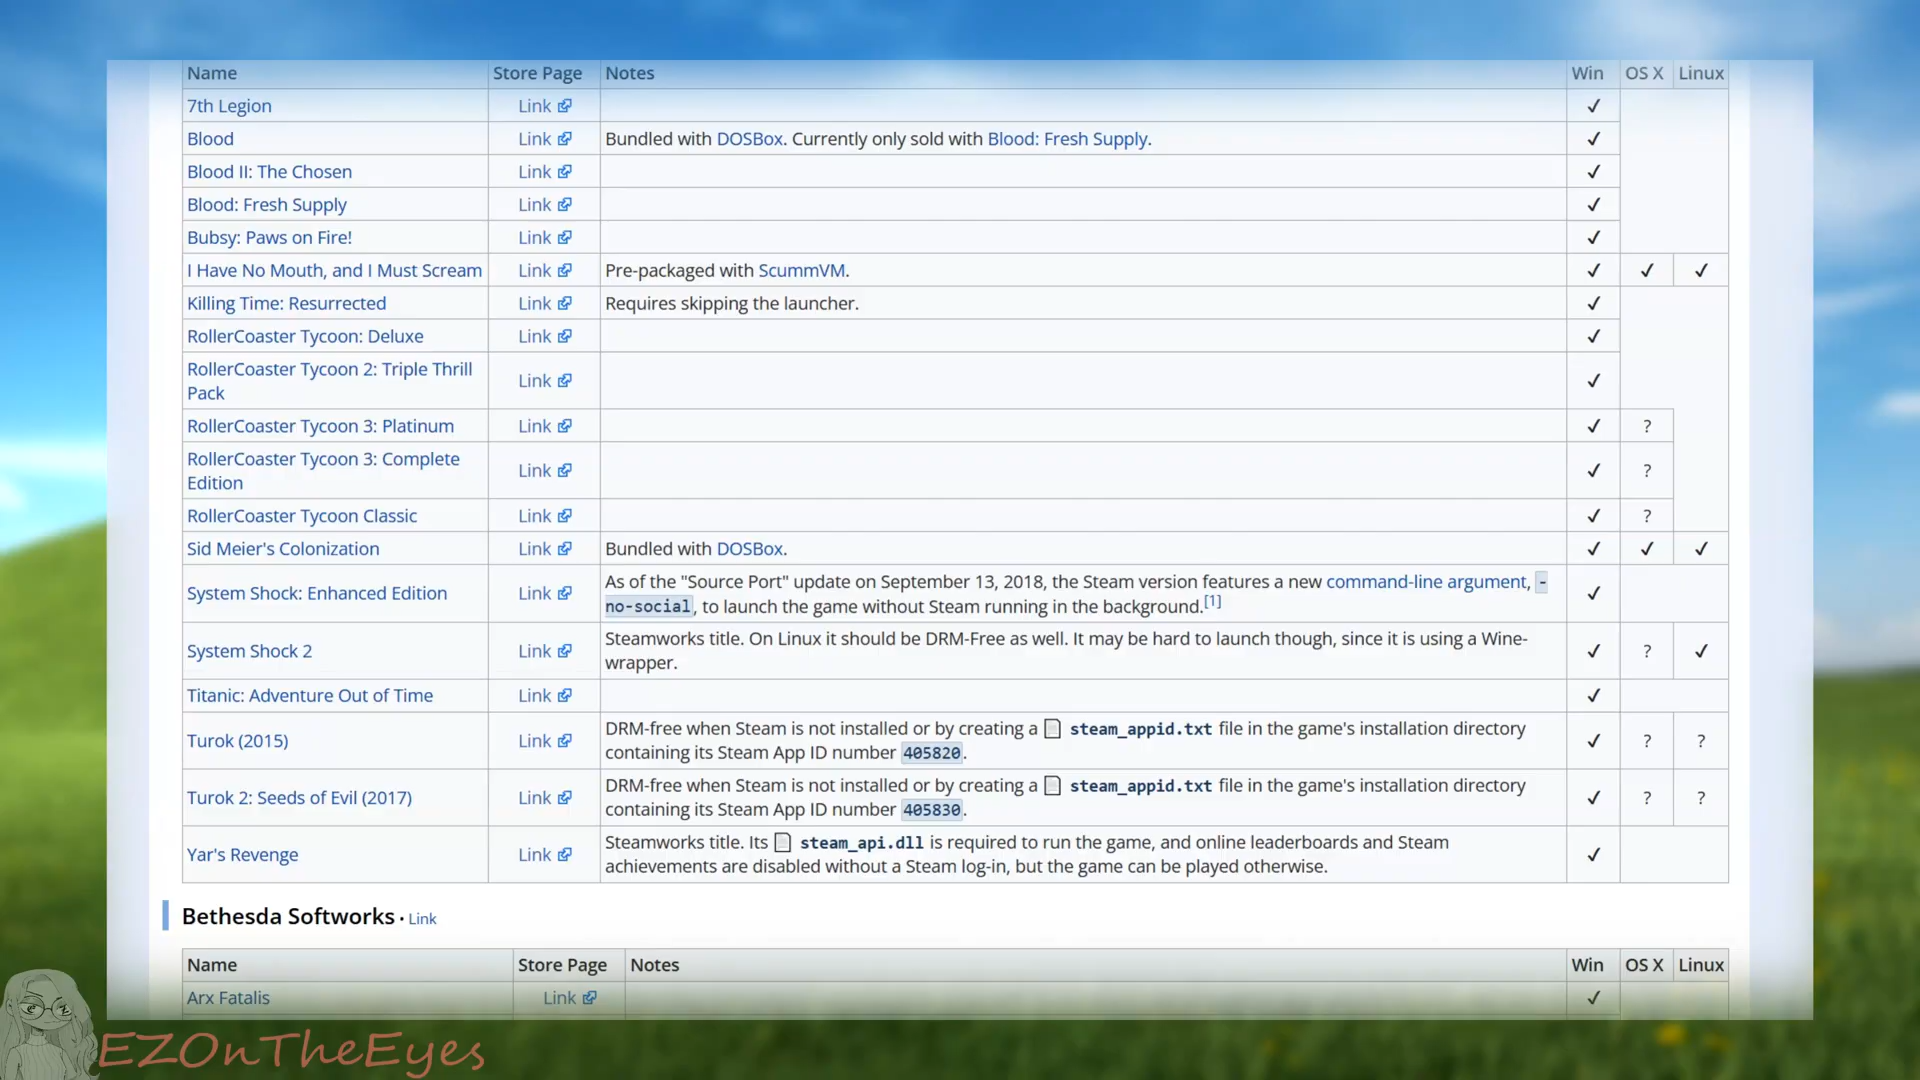 Name Store Page Notes Win OS X Linux
7th Legion Link ✓
Blood Link Bundled with DOSBox. Currently only sold with Blood: Fresh Supply. ✓
Blood II: The Chosen Link ✓
Blood: Fresh Supply Link ✓
Bubsy: Paws on Fire! Link ✓
I Have No Mouth, and I Must Scream Link Pre-packaged with ScummVM. ✓ ✓ ✓
Killing Time: Resurrected Link Requires skipping the launcher. ✓
RollerCoaster Tycoon: Deluxe Link ✓
RollerCoaster Tycoon 2: Triple Thrill
Pack Link ✓
RollerCoaster Tycoon 3: Platinum Link ✓ ?
RollerCoaster Tycoon 3: Complete
Edition Link ✓ ?
RollerCoaster Tycoon Classic Link ✓ ?
Sid Meier's Colonization Link Bundled with DOSBox. ✓ ✓ ✓
System Shock: Enhanced Edition Link As of the "Source Port" update on September 13, 2018, the Steam version features a new command-line argument, -
no-social, to launch the game without Steam running in the background.[1] ✓
System Shock 2 Link Steamworks title. On Linux it should be DRM-Free as well. It may be hard to launch though, since it is using a Wine-
wrapper. ✓ ? ✓
Titanic: Adventure Out of Time Link ✓
Turok (2015) Link DRM-free when Steam is not installed or by creating a steam_appid.txt file in the game's installation directory
containing its Steam App ID number 405820. ✓ ? ?
Turok 2: Seeds of Evil (2017) Link DRM-free when Steam is not installed or by creating a steam_appid.txt file in the game's installation directory
containing its Steam App ID number 405830. ✓ ? ?
Yar's Revenge Link Steamworks title. Its steam_api.dll is required to run the game, and online leaderboards and Steam
achievements are disabled without a Steam log-in, but the game can be played otherwise. ✓
Bethesda Softworks • Link
Name Store Page Notes Win OS X Linux
Arx Fatalis Link ✓
EZOnTheEyes